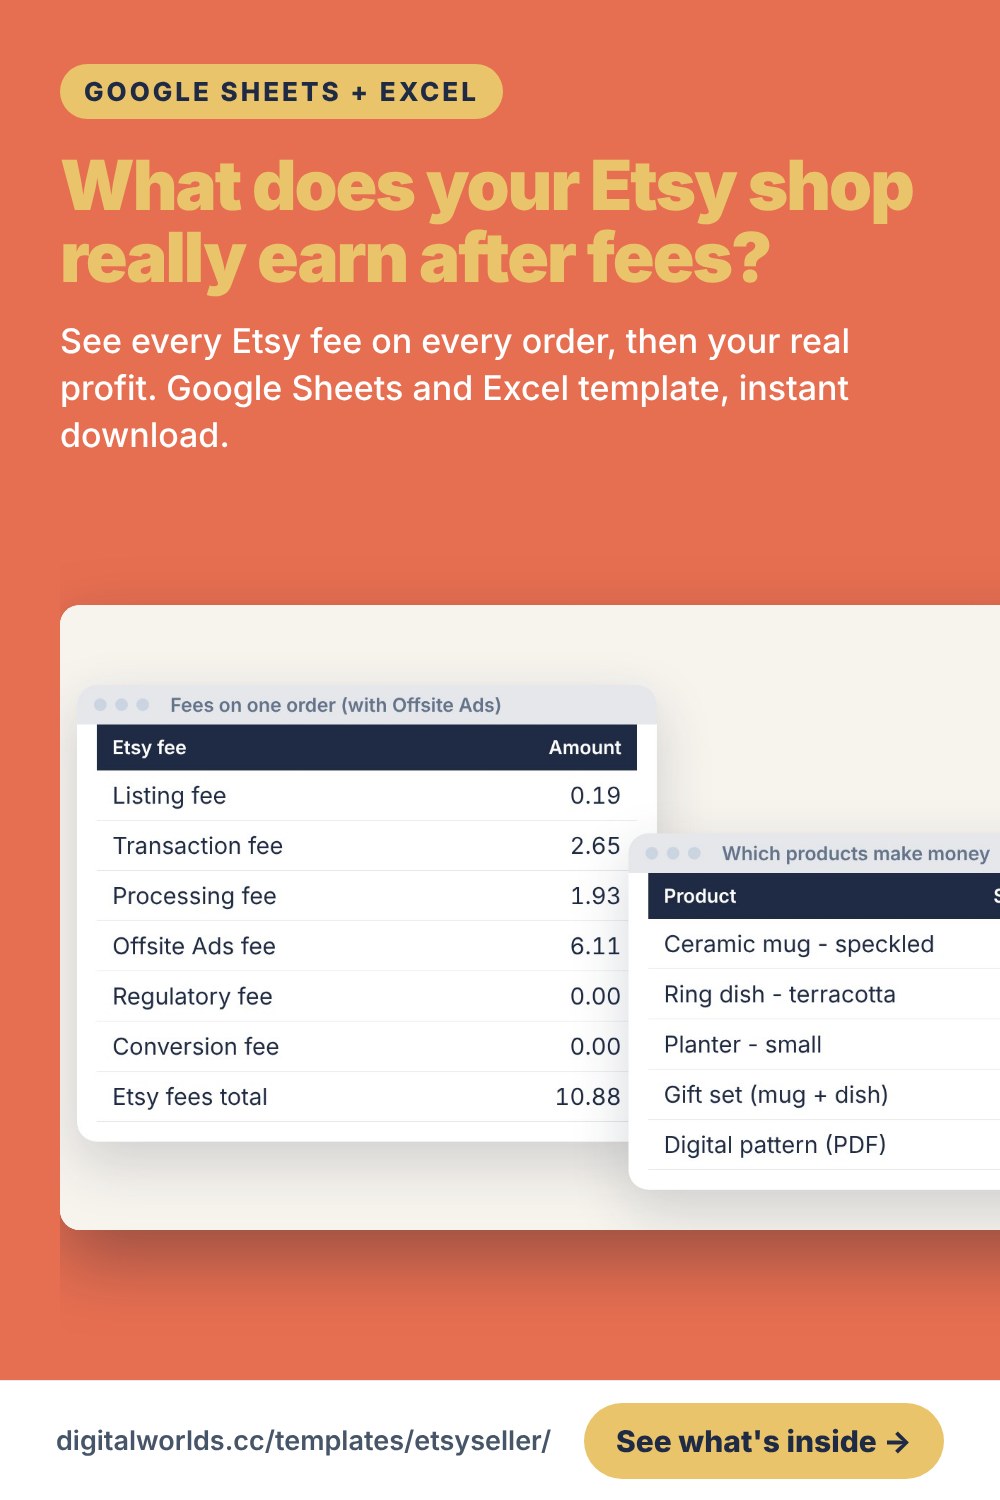 GOOGLE SHEETS + EXCEL
What does your Etsy shop
really earn after fees?
See every Etsy fee on every order, then your real
profit. Google Sheets and Excel template, instant
download.
Fees on one order (with Offsite Ads)
Etsy fee Amount
Listing fee 0.19
Transaction fee 2.65
Processing fee 1.93
Offsite Ads fee 6.11
Regulatory fee 0.00
Conversion fee 0.00
Etsy fees total 10.88
Which products make money
Product
Ceramic mug - speckled
Ring dish - terracotta
Planter - small
Gift set (mug + dish)
Digital pattern (PDF)
digitalworlds.cc/templates/etsyseller/
See what's inside →